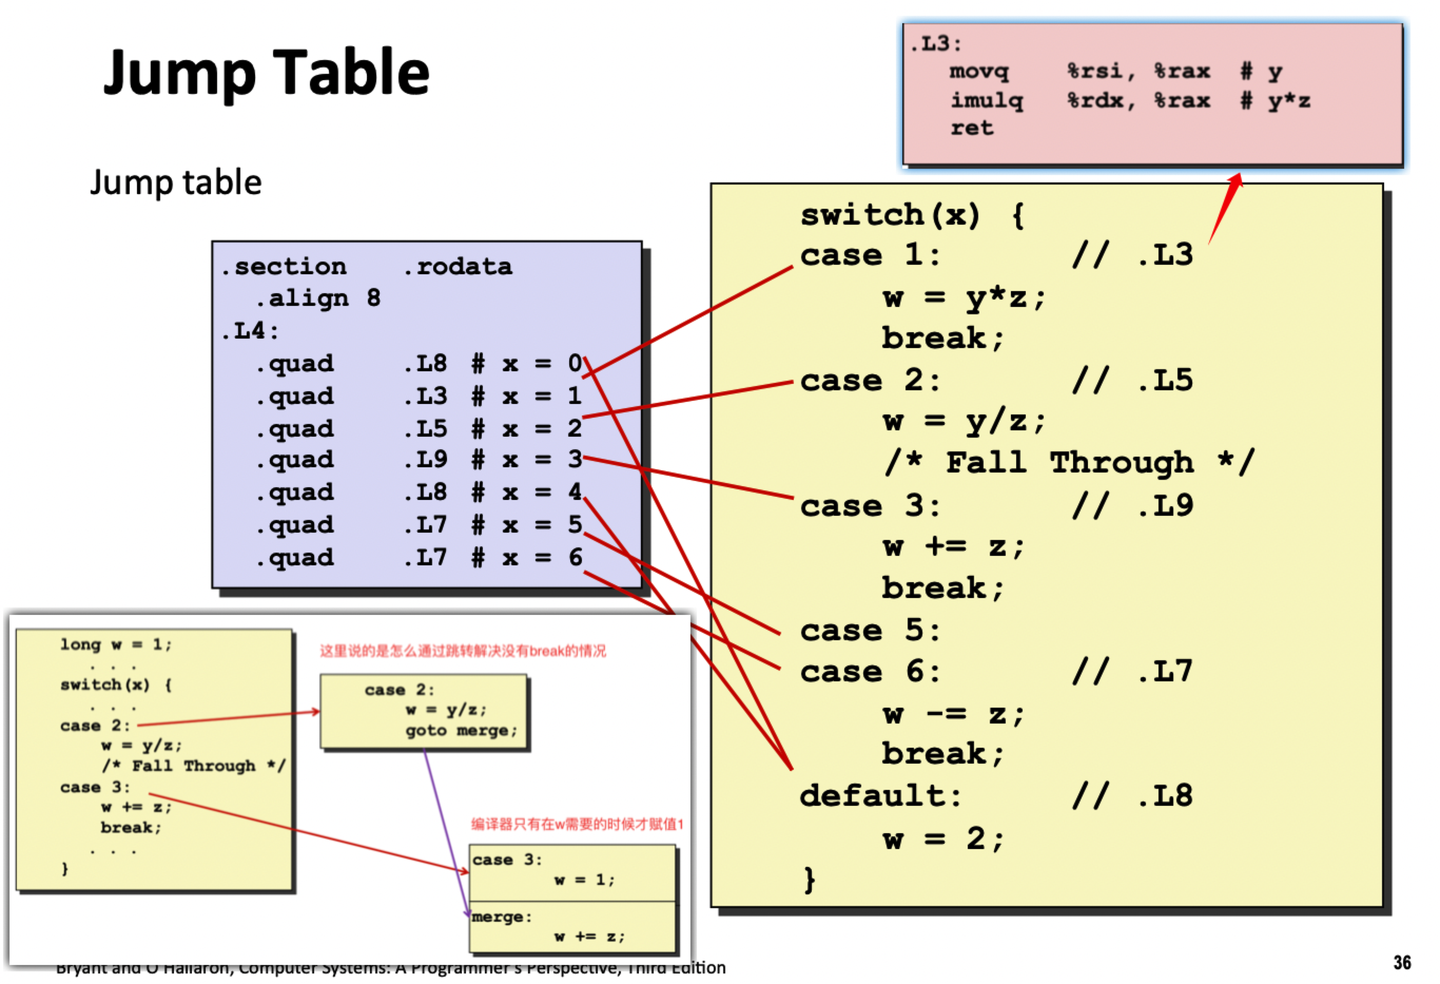 Jump Table
Jump table
.L3:
movq %rsi, %rax # y
imulq %rdx, %rax # y*z
ret
.section .rodata
.align 8
.L4:
.quad .L8 # x = 0
.quad .L3 # x = 1
.quad .L5 # x = 2
.quad .L9 # x = 3
.quad .L8 # x = 4
.quad .L7 # x = 5
.quad .L7 # x = 6
switch(x) {
case 1: // .L3
w = y*z;
break;
case 2: // .L5
w = y/z;
/* Fall Through */
case 3: // .L9
w += z;
break;
case 5:
case 6: // .L7
w -= z;
break;
default: // .L8
w = 2;
}
long w = 1;
. . .
switch(x) {
. . .
case 2:
w = y/z;
/* Fall Through */
case 3:
w += z;
break;
. . .
}
这里说的是怎么通过跳转解决没有break的情况
case 2:
w = y/z;
goto merge;
编译器只有在w需要的时候才赋值1
case 3:
w = 1;
merge:
w += z;
Bryant and O'Hallaron, Computer Systems: A Programmer's Perspective, Third Edition
36